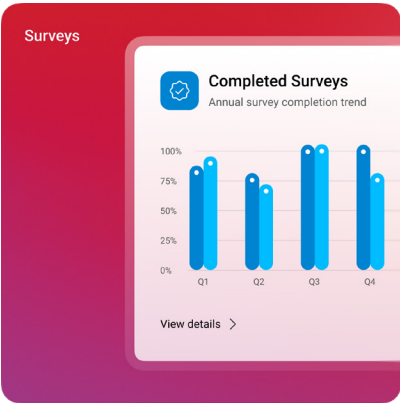 Surveys
Completed Surveys
Annual survey completion trend
100%
75%
50%
25%
0%
Q1 Q2 Q3 Q4
View details